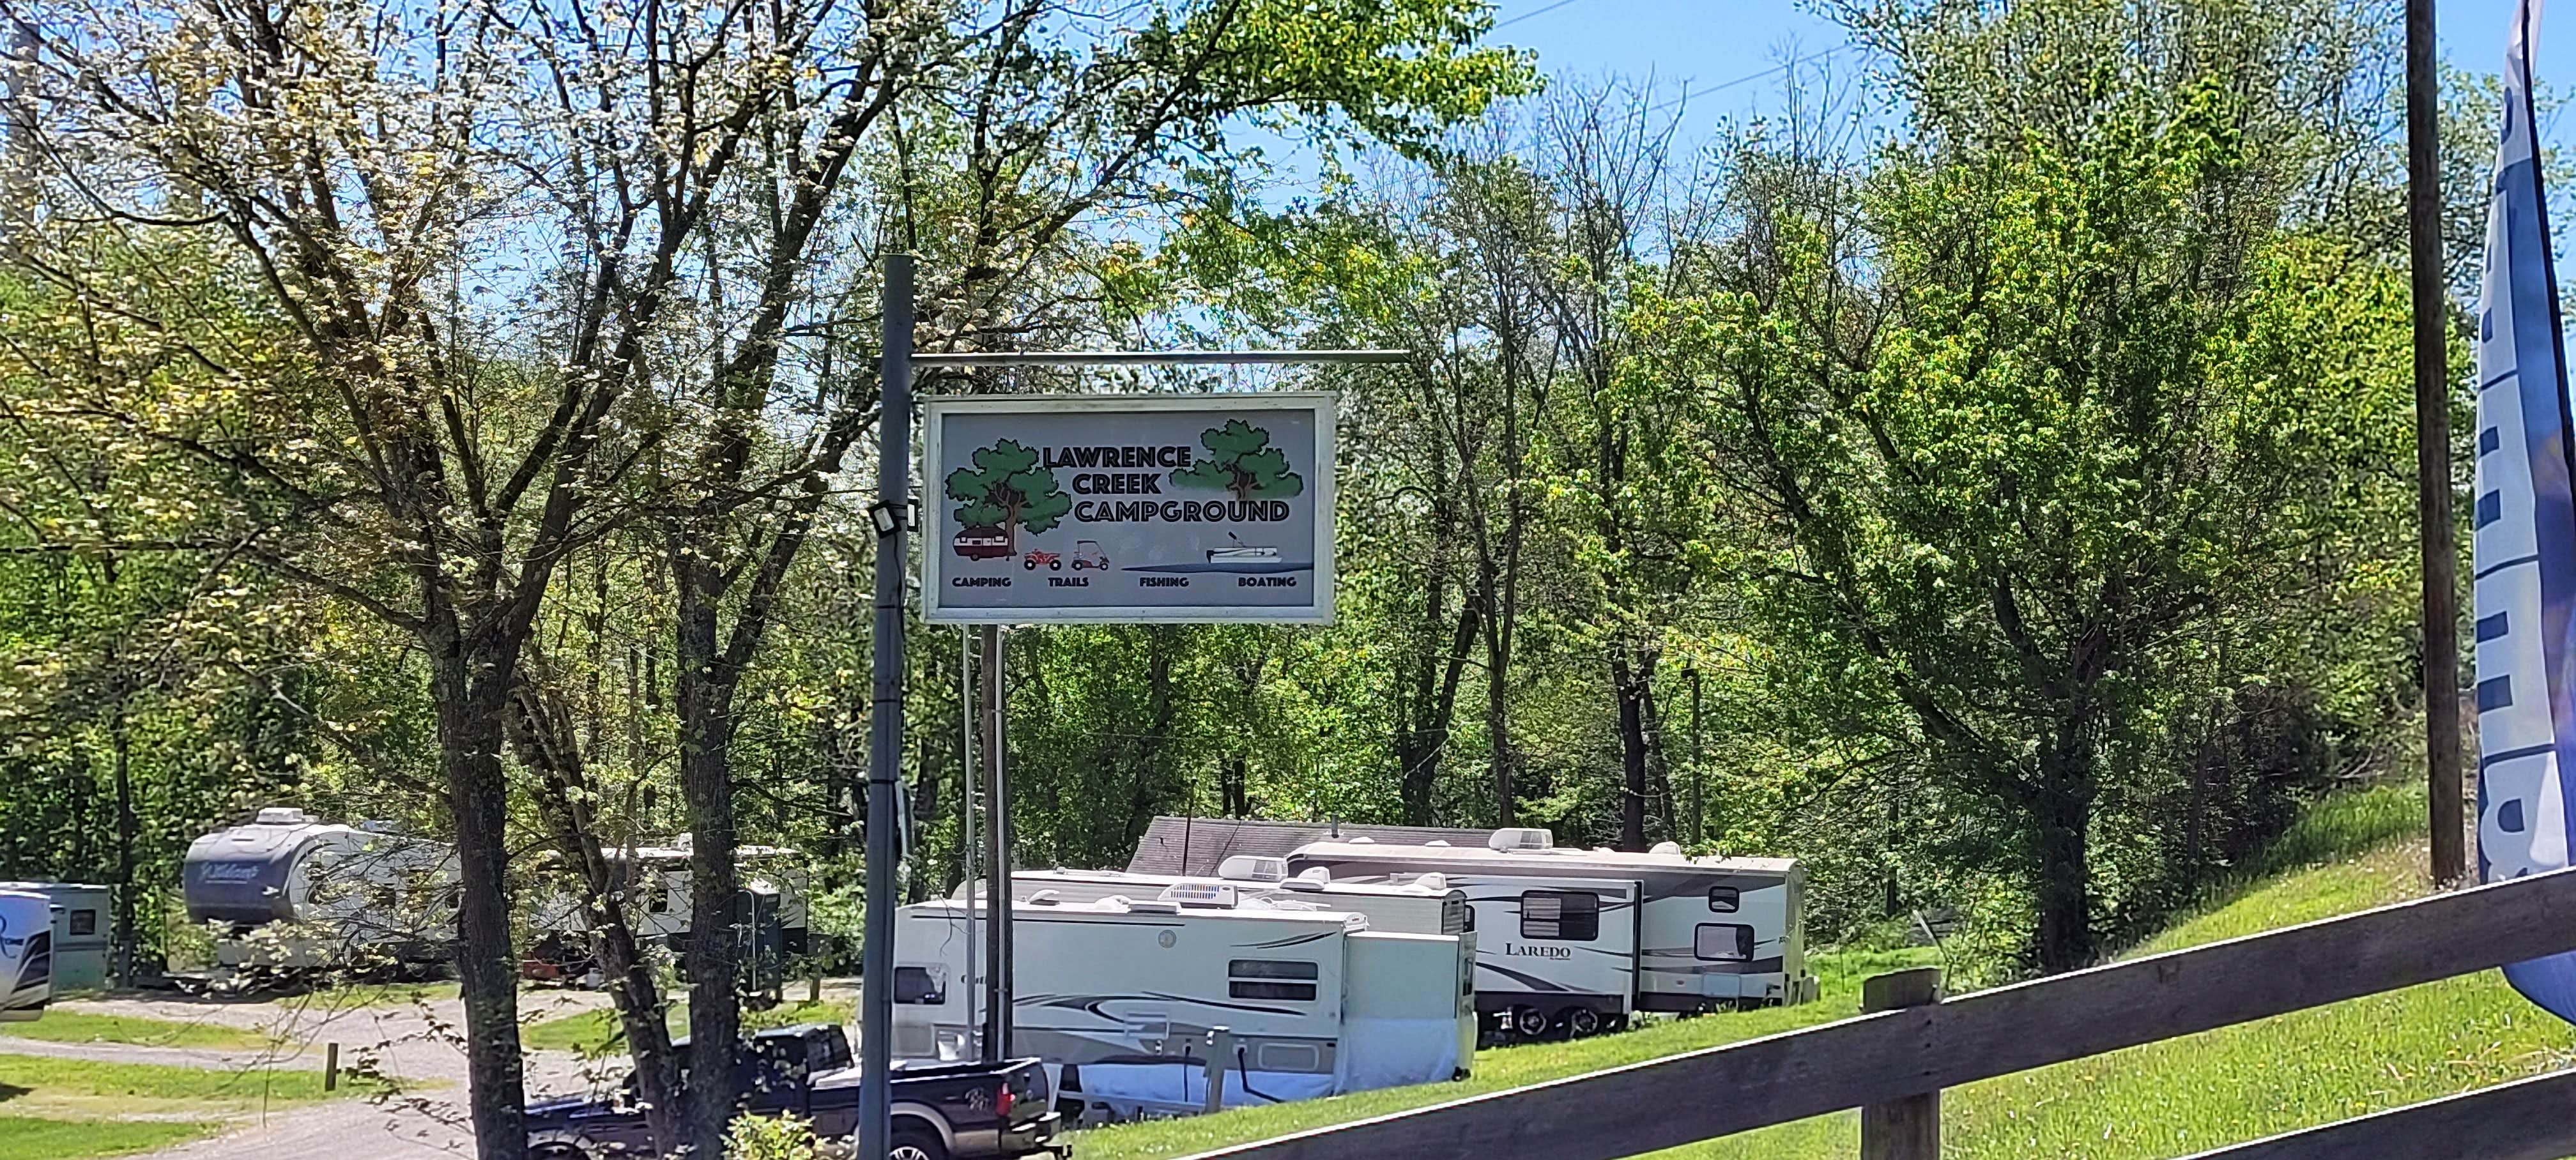 LAWRENCE
CREEK
CAMPGROUND
CAMPING TRAILS FISHING BOATING
LAREDO